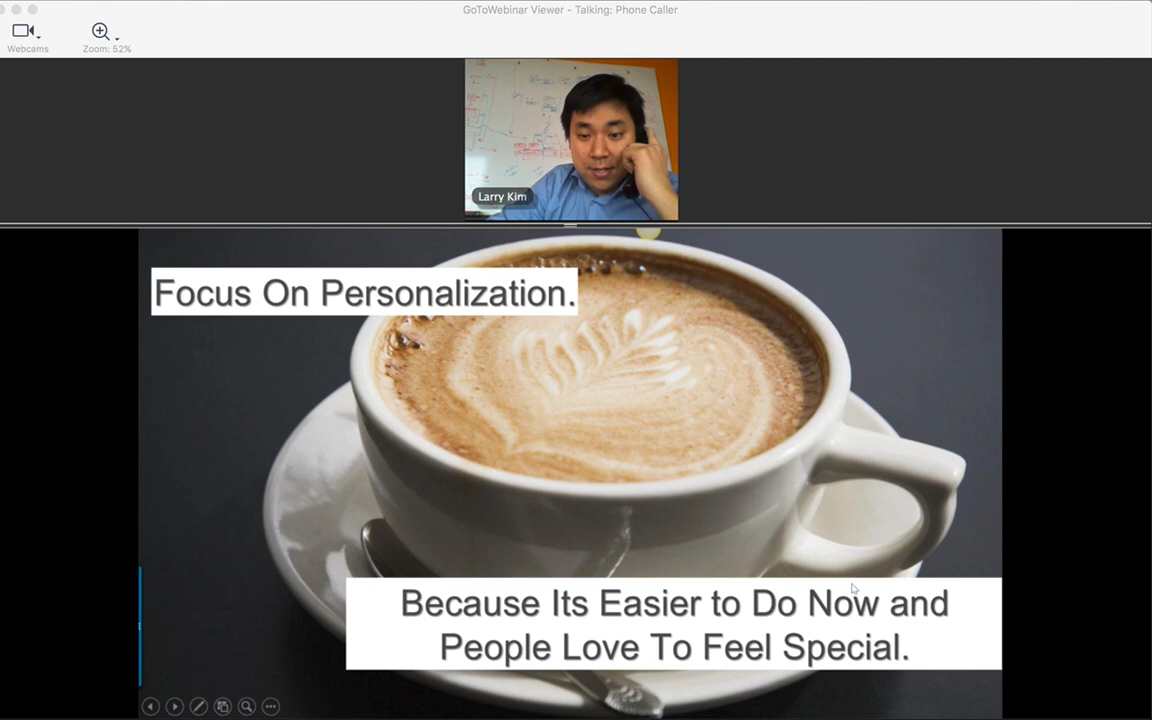 GoToWebinar Viewer - Talking: Phone Caller
Webcams
Zoom: 52%
Larry Kim
Focus On Personalization.
Because Its Easier to Do Now and
People Love To Feel Special.